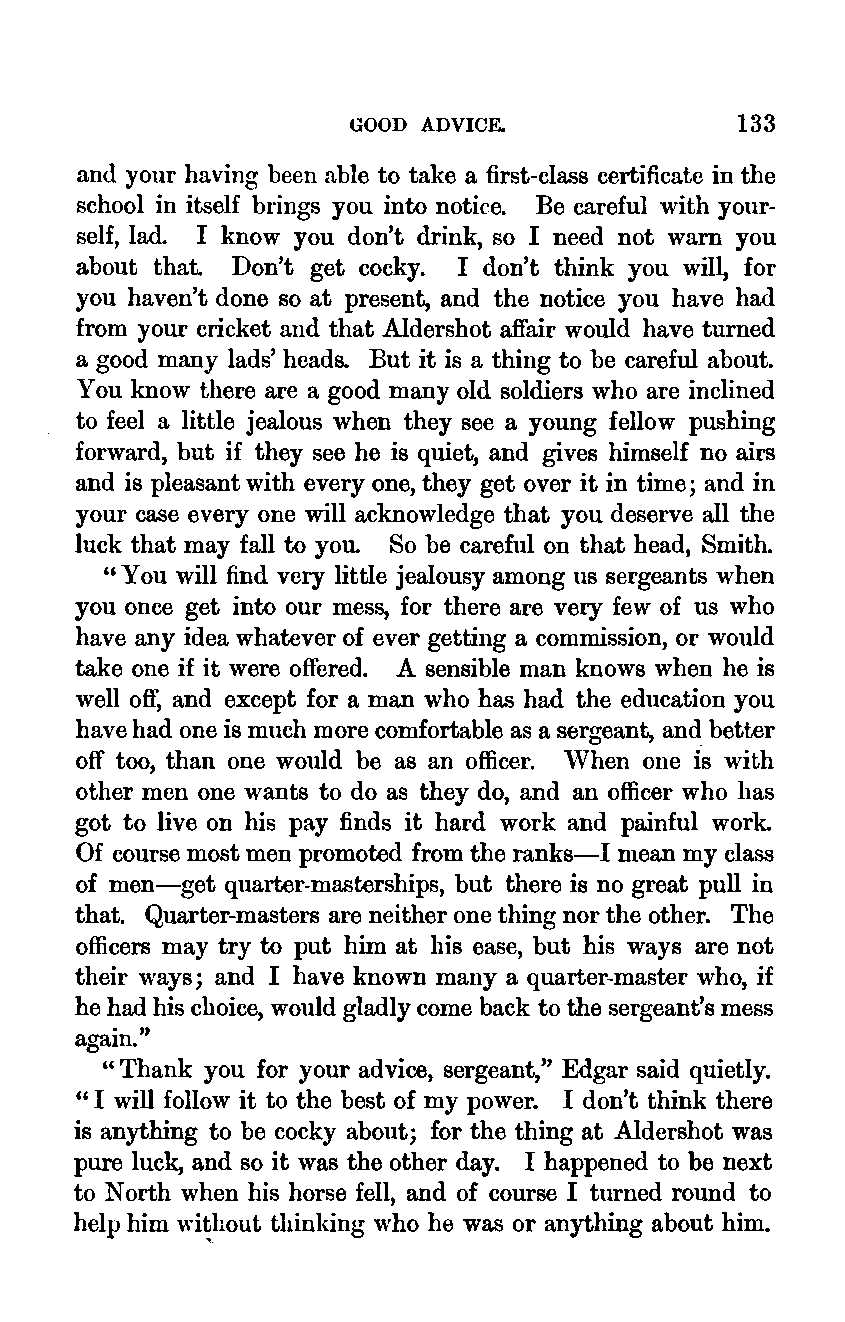 GOOD ADVICE. 133
and your having been able to take a first-class certificate in the
school in itself brings you into notice. Be careful with your-
self, lad. I know you don't drink, so I need not warn you
about that. Don't get cocky. I don't think you will, for
you haven't done so at present, and the notice you have had
from your cricket and that Aldershot affair would have turned
a good many lads' heads. But it is a thing to be careful about.
You know there are a good many old soldiers who are inclined
to feel a little jealous when they see a young fellow pushing
forward, but if they see he is quiet, and gives himself no airs
and is pleasant with every one, they get over it in time; and in
your case every one will acknowledge that you deserve all the
luck that may fall to you. So be careful on that head, Smith.
"You will find very little jealousy among us sergeants when
you once get into our mess, for there are very few of us who
have any idea whatever of ever getting a commission, or would
take one if it were offered. A sensible man knows when he is
well off, and except for a man who has had the education you
have had one is much more comfortable as a sergeant, and better
off too, than one would be as an officer. When one is with
other men one wants to do as they do, and an officer who has
got to live on his pay finds it hard work and painful work.
Of course most men promoted from the ranks—I mean my class
of men—get quarter-masterships, but there is no great pull in
that. Quarter-masters are neither one thing nor the other. The
officers may try to put him at his ease, but his ways are not
their ways; and I have known many a quarter-master who, if
he had his choice, would gladly come back to the sergeant's mess
again."
"Thank you for your advice, sergeant," Edgar said quietly.
"I will follow it to the best of my power. I don't think there
is anything to be cocky about; for the thing at Aldershot was
pure luck, and so it was the other day. I happened to be next
to North when his horse fell, and of course I turned round to
help him without thinking who he was or anything about him.